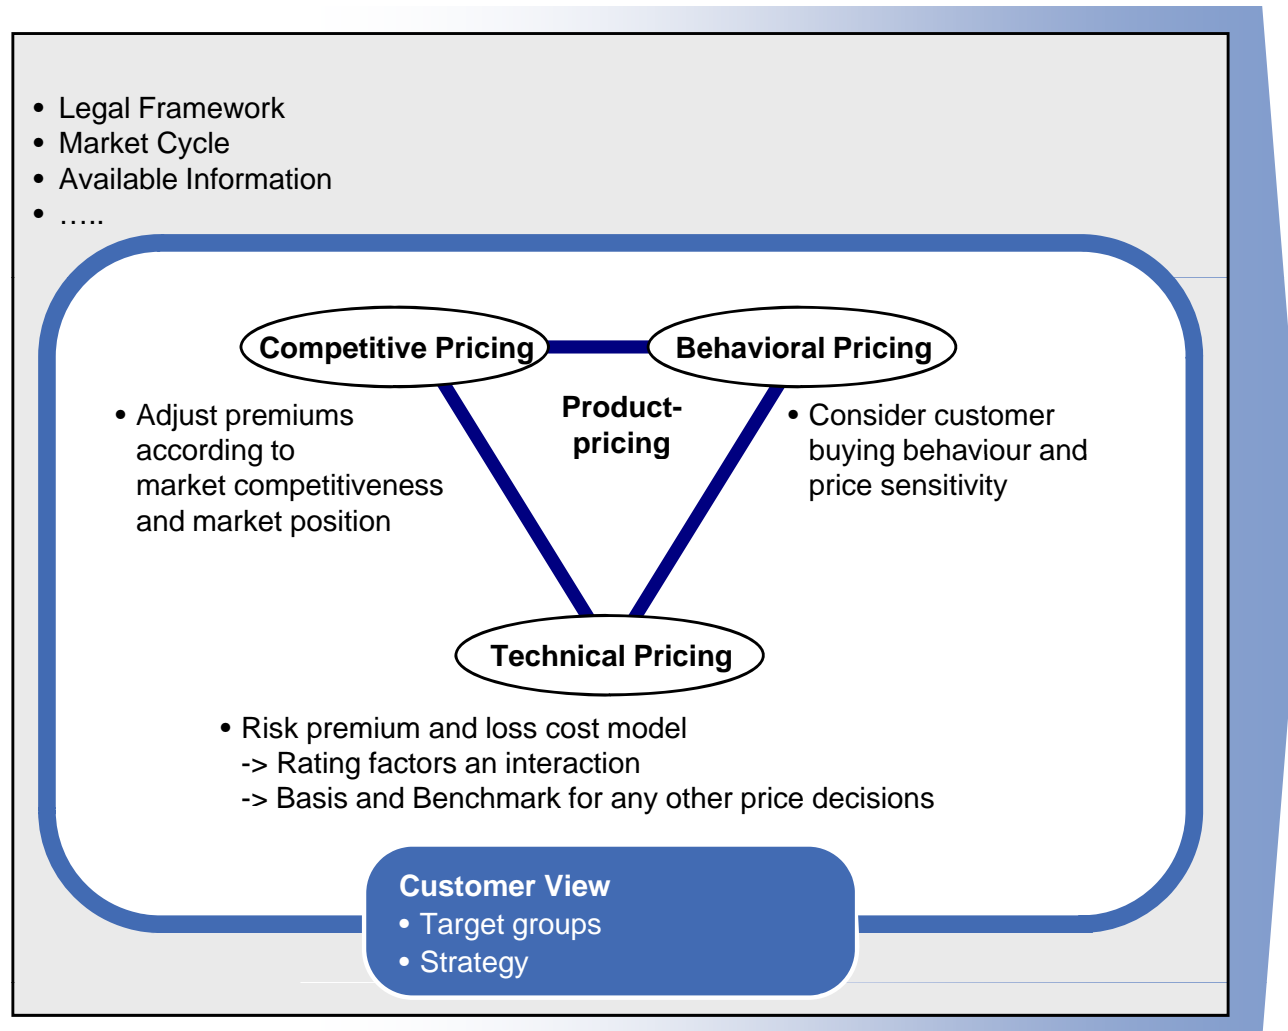 • Legal Framework
• Market Cycle
• Available Information
• …..
Competitive Pricing
Behavioral Pricing
Product-
pricing
• Adjust premiums
according to
market competitiveness
and market position
• Consider customer
buying behaviour and
price sensitivity
Technical Pricing
• Risk premium and loss cost model
-> Rating factors an interaction
-> Basis and Benchmark for any other price decisions
Customer View
• Target groups
• Strategy